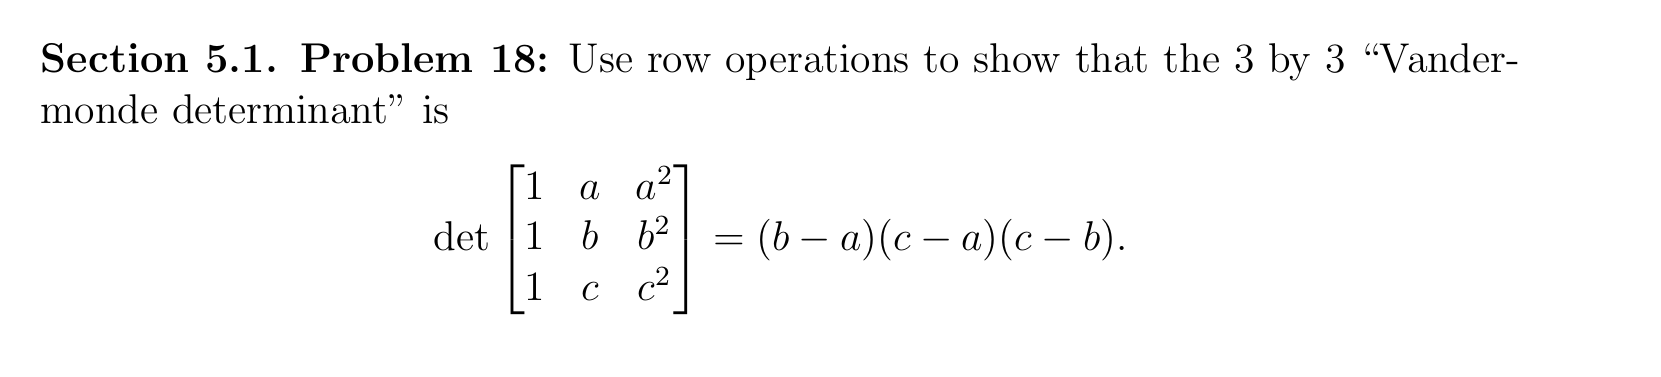 Section 5.1. Problem 18: Use row operations to show that the 3 by 3 “Vander-
monde determinant” is
det [1 a a²
1 b b²
1 c c²] = (b − a)(c − a)(c − b).